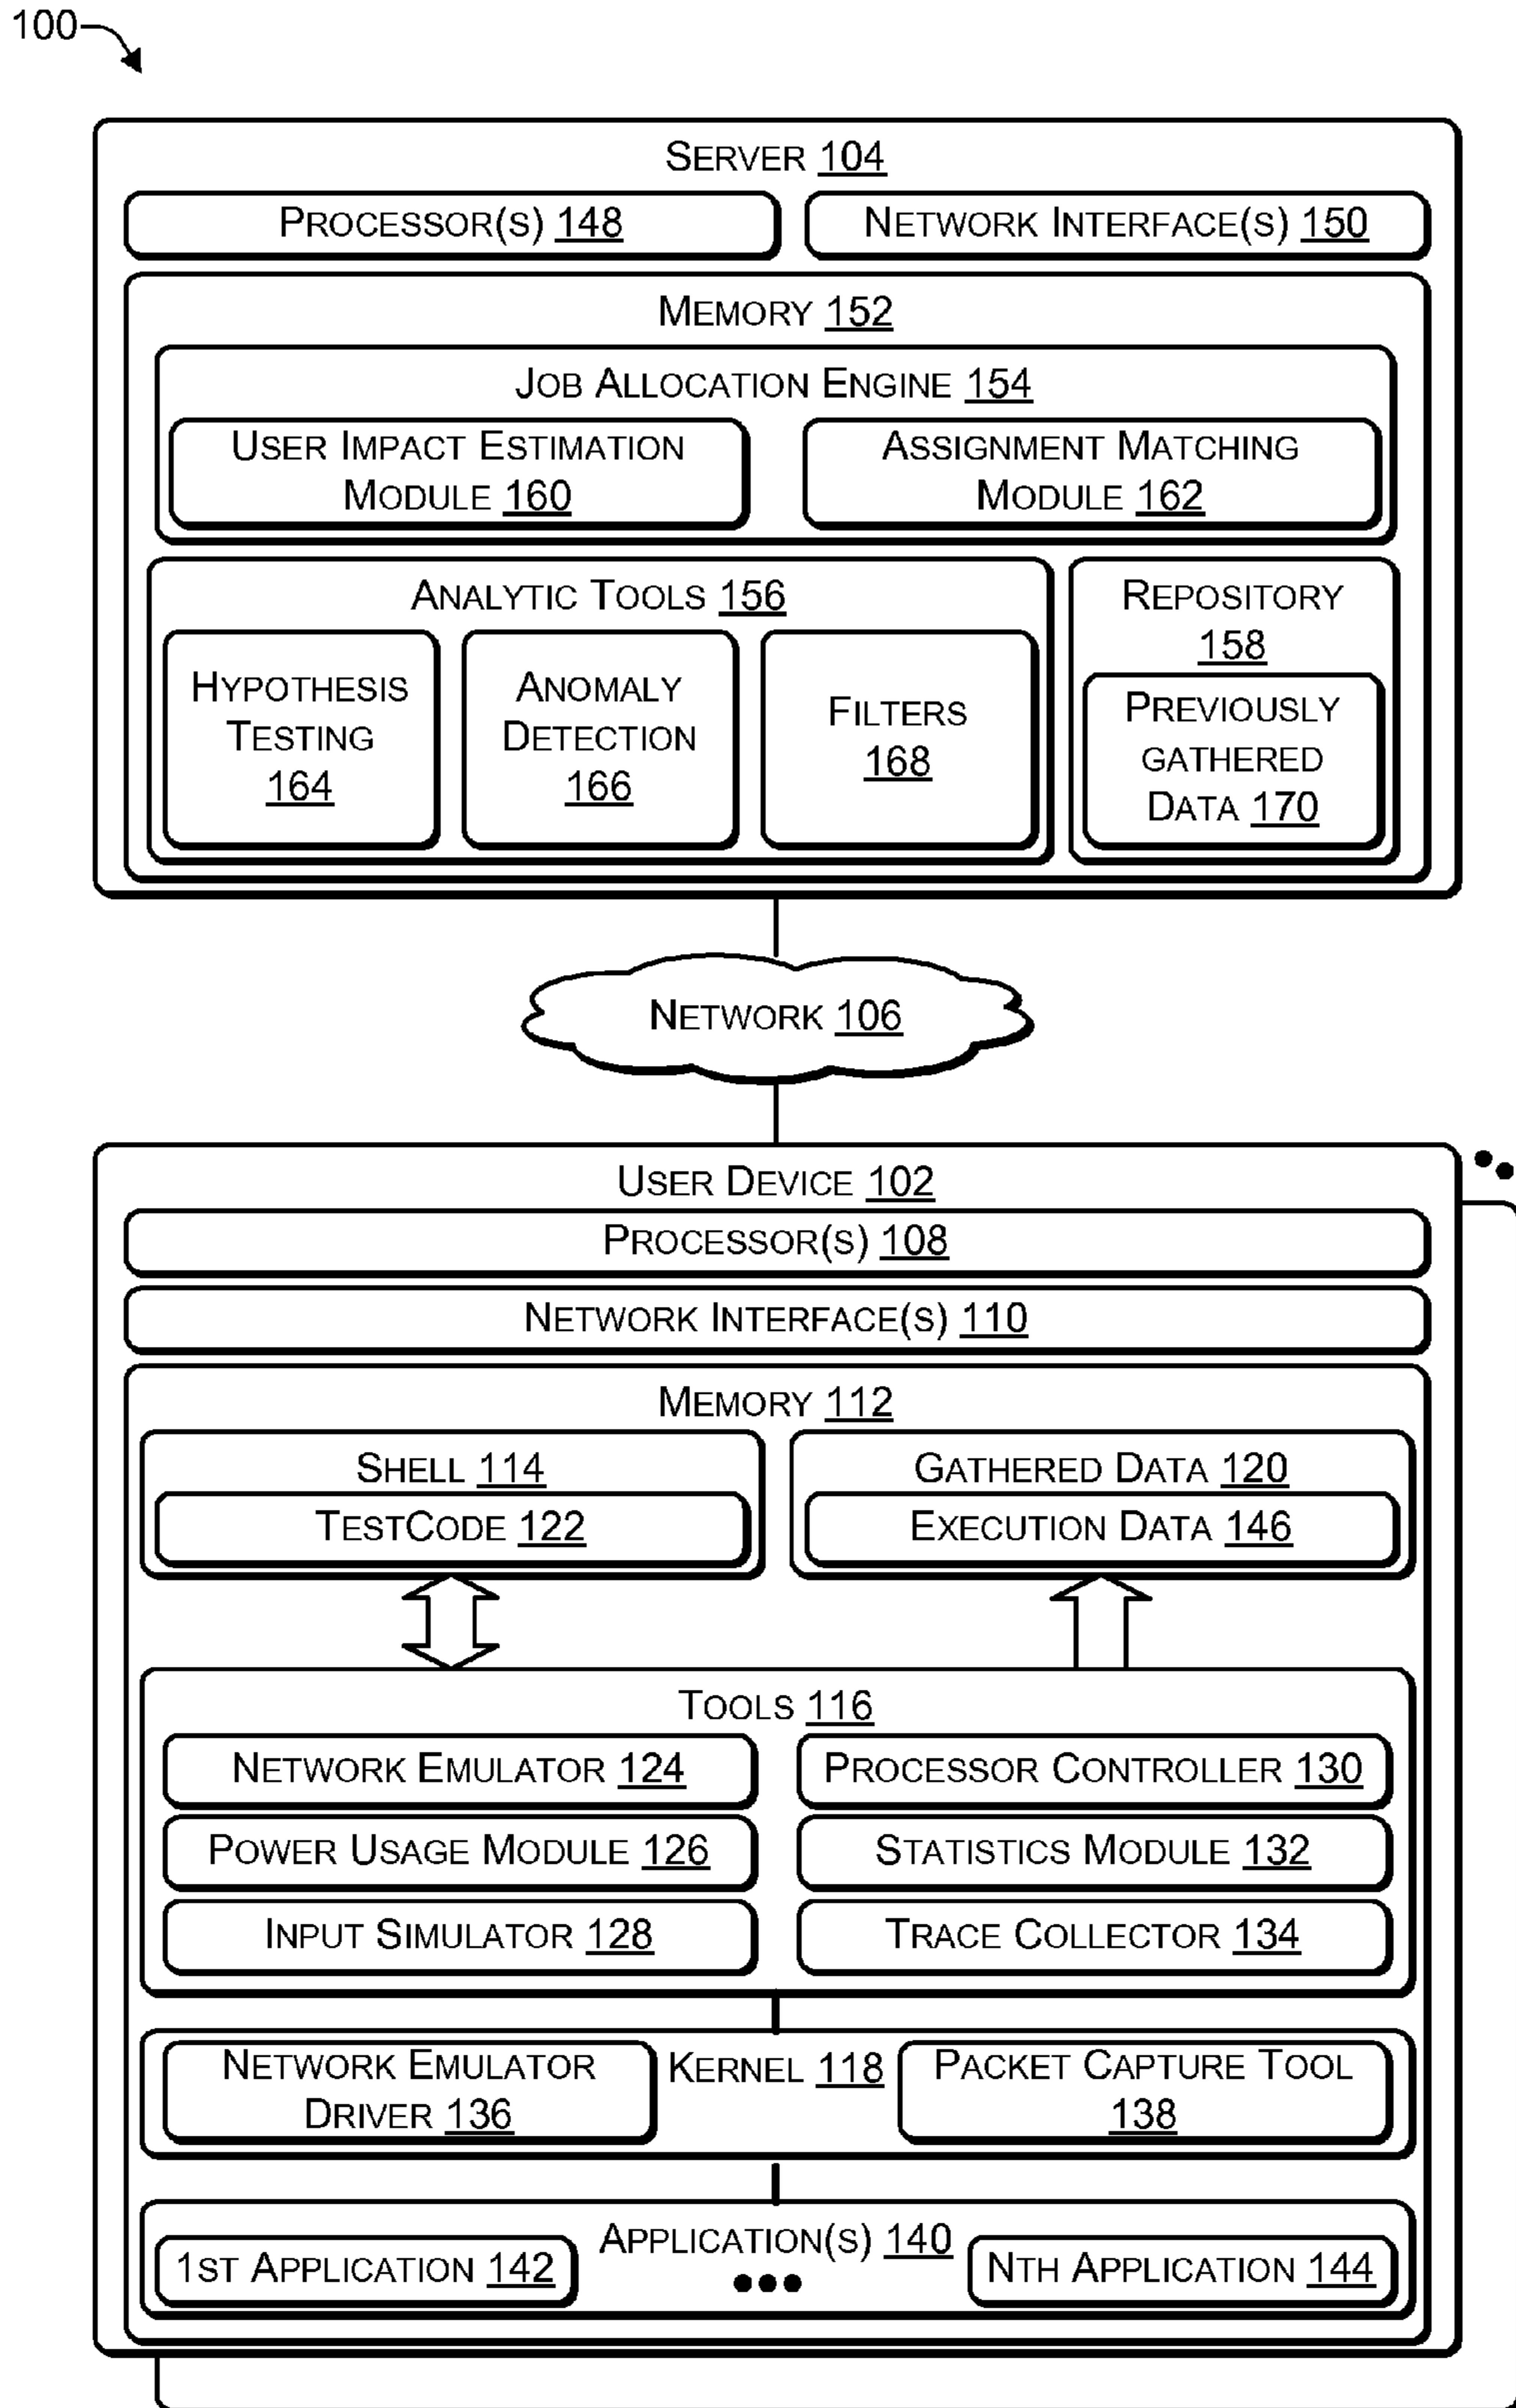 100
SERVER 104
PROCESSOR(S) 148
NETWORK INTERFACE(S) 150
MEMORY 152
JOB ALLOCATION ENGINE 154
USER IMPACT ESTIMATION
MODULE 160
ASSIGNMENT MATCHING
MODULE 162
ANALYTIC TOOLS 156
HYPOTHESIS
TESTING
164
ANOMALY
DETECTION
166
FILTERS
168
REPOSITORY
158
PREVIOUSLY
GATHERED
DATA 170
NETWORK 106
USER DEVICE 102
PROCESSOR(S) 108
NETWORK INTERFACE(S) 110
MEMORY 112
SHELL 114
TESTCODE 122
GATHERED DATA 120
EXECUTION DATA 146
TOOLS 116
NETWORK EMULATOR 124
PROCESSOR CONTROLLER 130
POWER USAGE MODULE 126
STATISTICS MODULE 132
INPUT SIMULATOR 128
TRACE COLLECTOR 134
NETWORK EMULATOR
DRIVER 136
KERNEL 118
PACKET CAPTURE TOOL
138
APPLICATION(S) 140
1ST APPLICATION 142
NTH APPLICATION 144